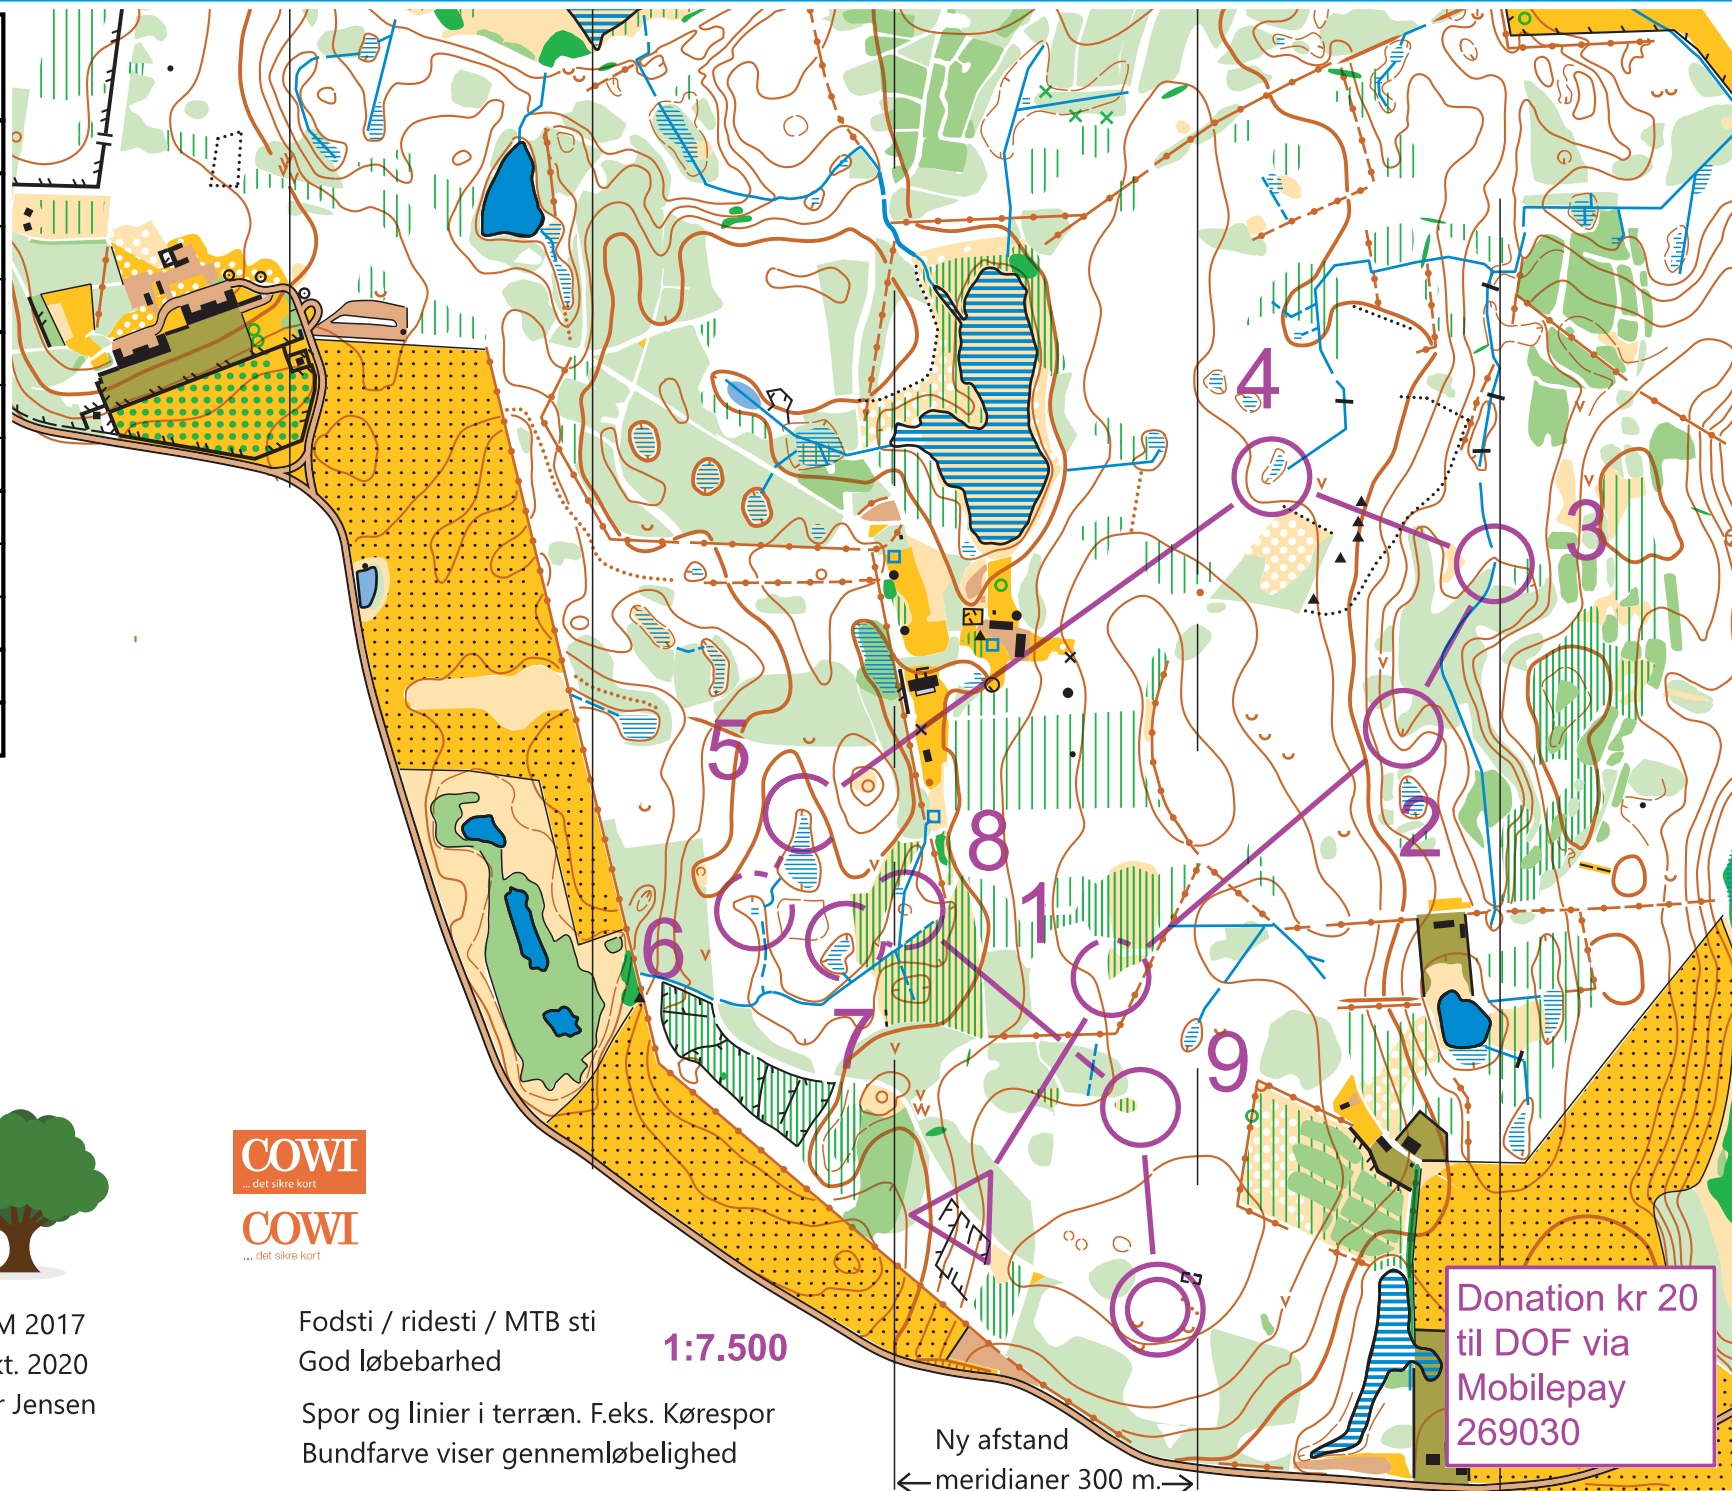 4
3
5
2
8
1
6
7
9
COWI
... det sikre kort
COWI
... det sikre kort
M 2017
kt. 2020
r Jensen
Fodsti / ridesti / MTB sti
God løbebarhed
1:7.500
Spor og linier i terræn. F.eks. Kørespor
Bundfarve viser gennemløbelighed
Ny afstand
meridianer 300 m.
Donation kr 20
til DOF via
Mobilepay
269030